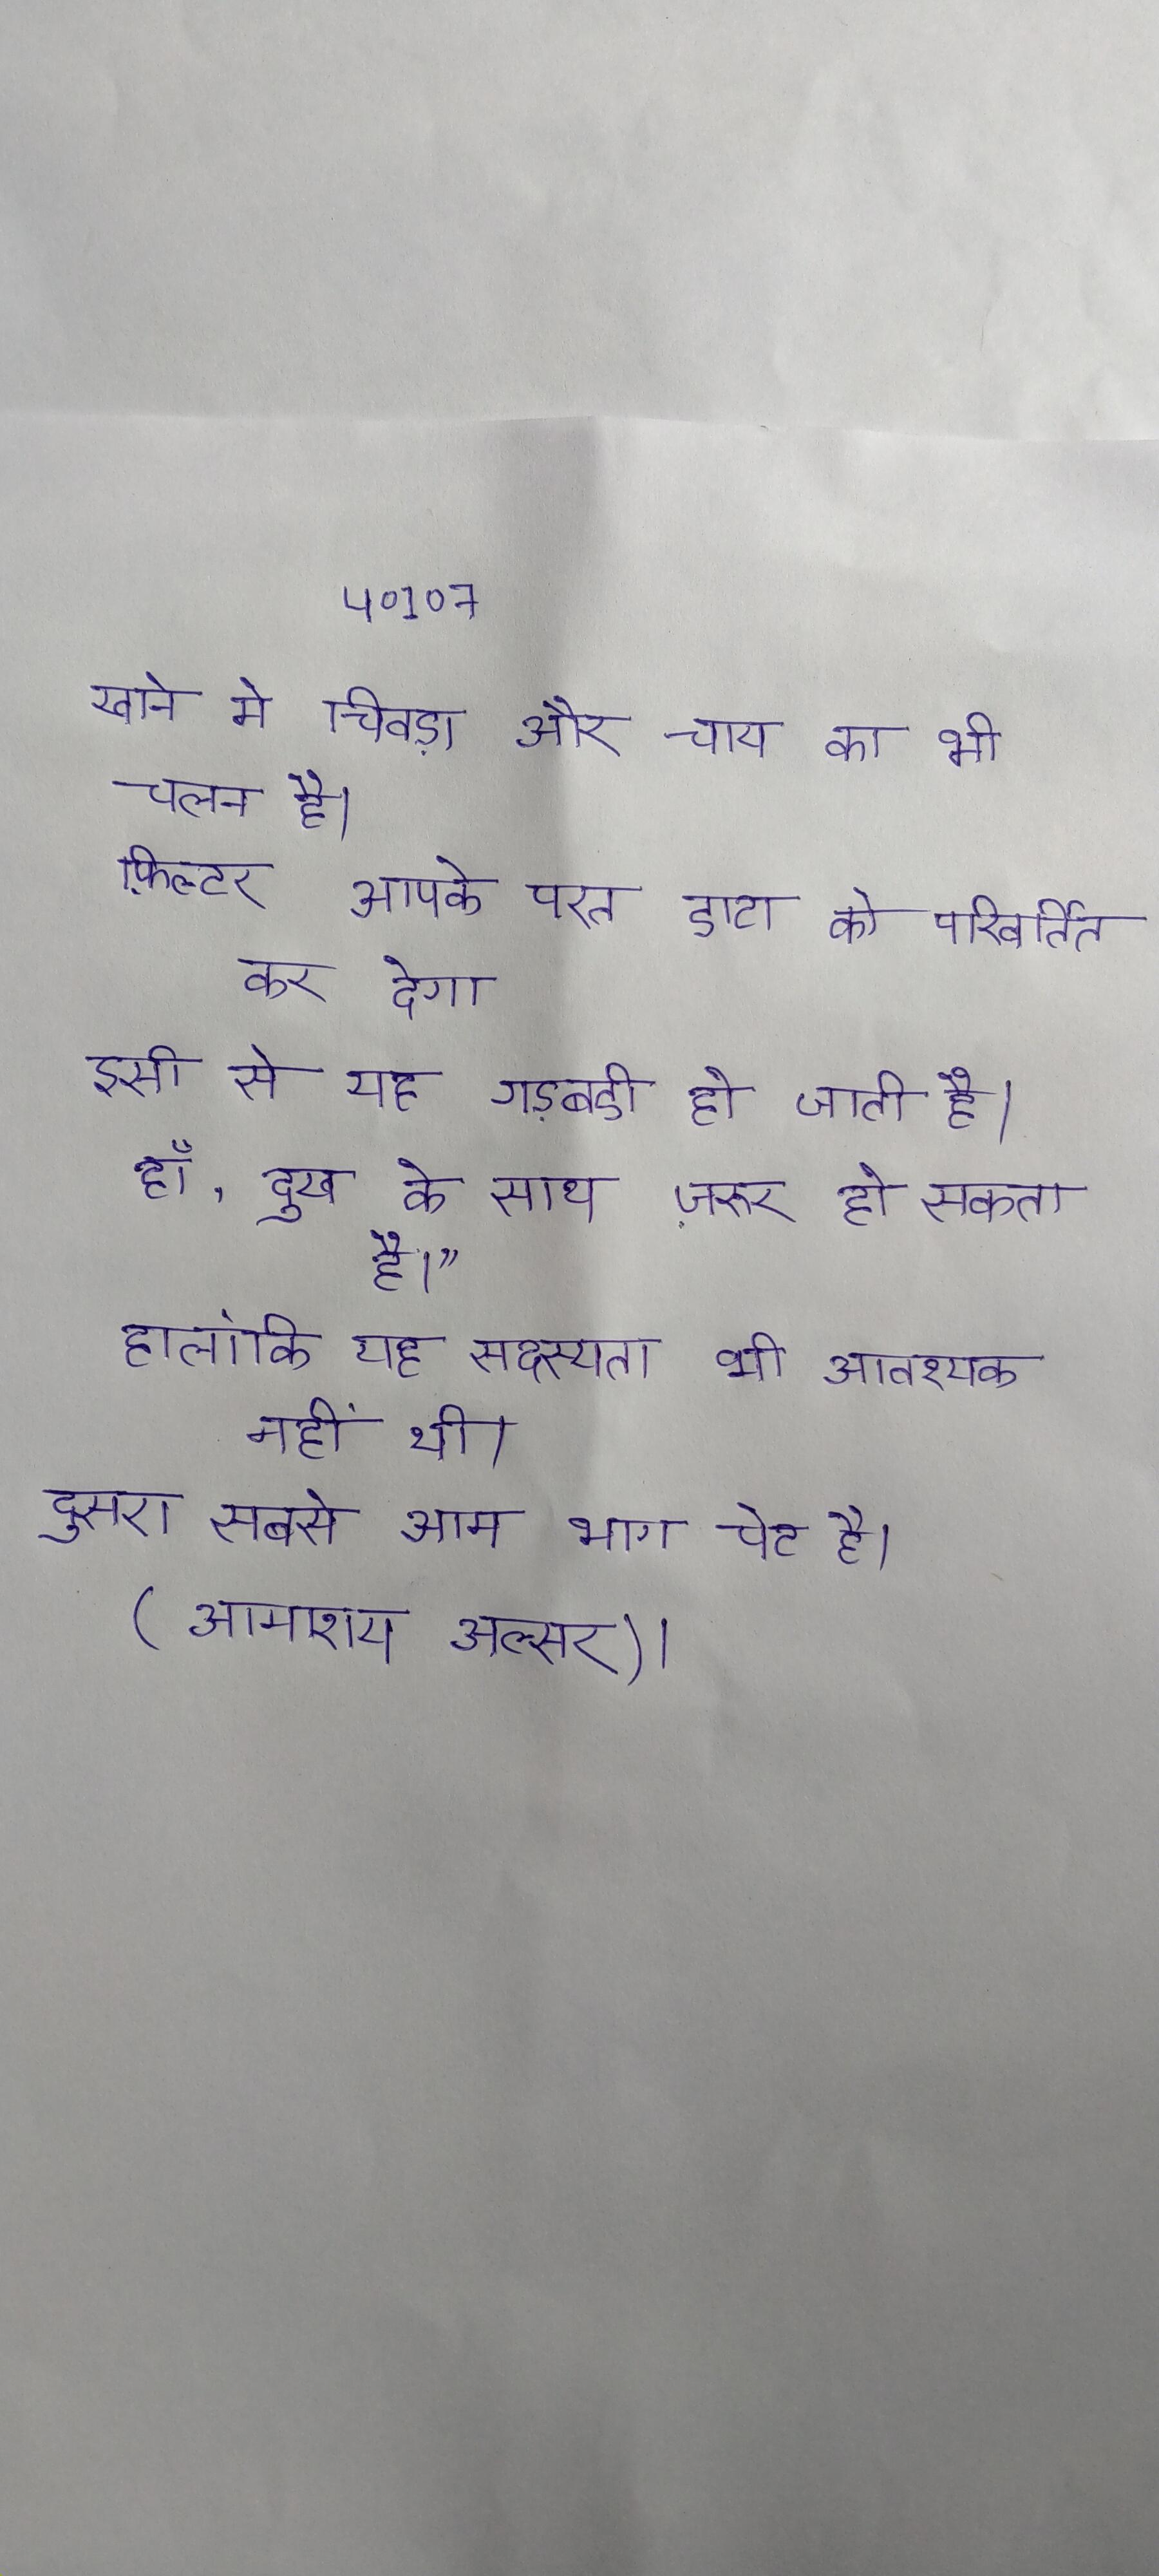 40107
खाने मे चिवड़ा और चाय का भी
चलन है।
फ़िल्टर आपके परत डाटा को परिवर्तित
कर देगा
इसी से यह गड़बडी हो जाती है।
हाँ, दुख के साथ ज़रूर हो सकता
है।”
हालांकि यह सदस्यता भी आवश्यक
नहीं थी।
दुसरा सबसे आम भाग पेट है।
(आमाशय अल्सर)।